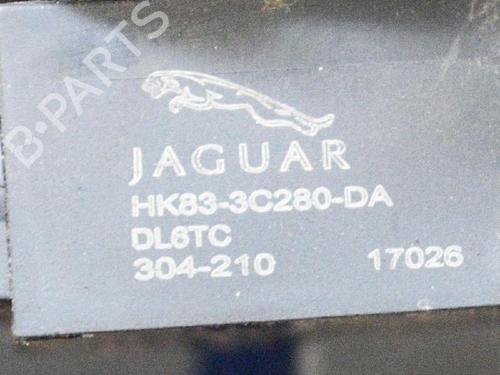 B-PARTS
JAGUAR
HK83-3C280-DA
DL6TC
304-210 17026